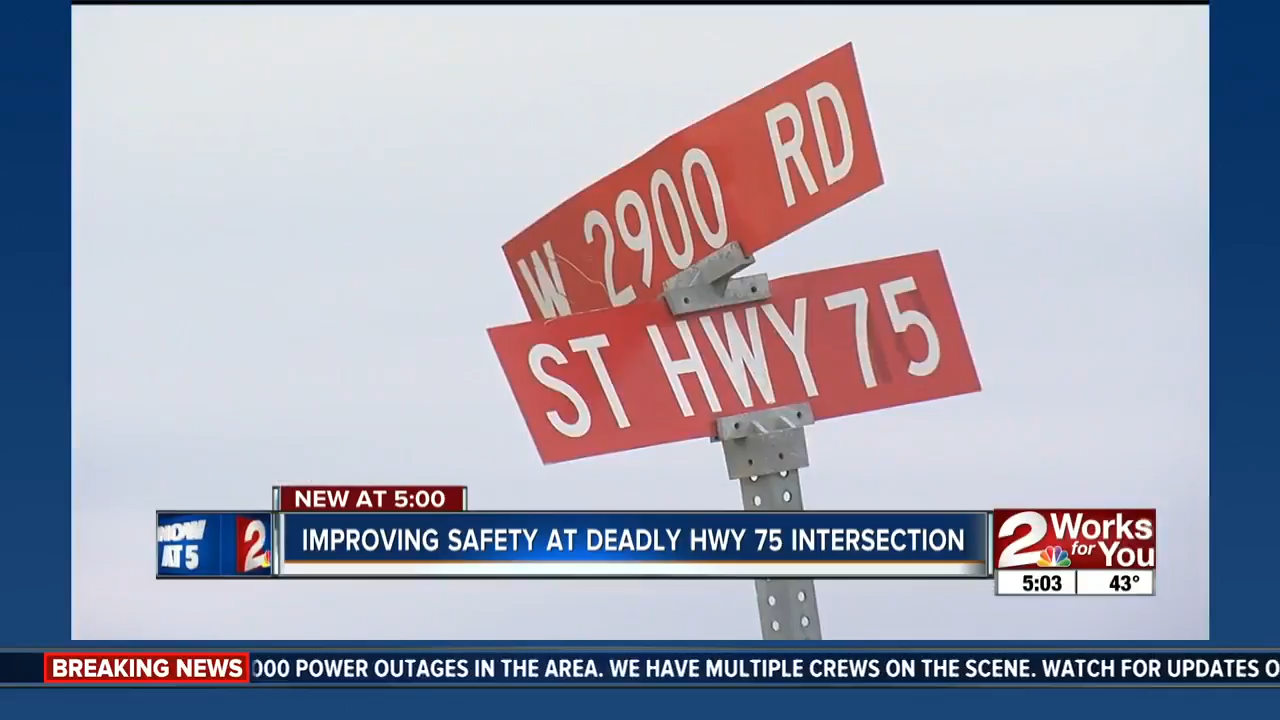 W 2900 RD
ST HWY 75
NEW AT 5:00
NOW
AT 5
2
IMPROVING SAFETY AT DEADLY HWY 75 INTERSECTION
2 Works
for You
5:03
43°
BREAKING NEWS
000 POWER OUTAGES IN THE AREA. WE HAVE MULTIPLE CREWS ON THE SCENE. WATCH FOR UPDATES O